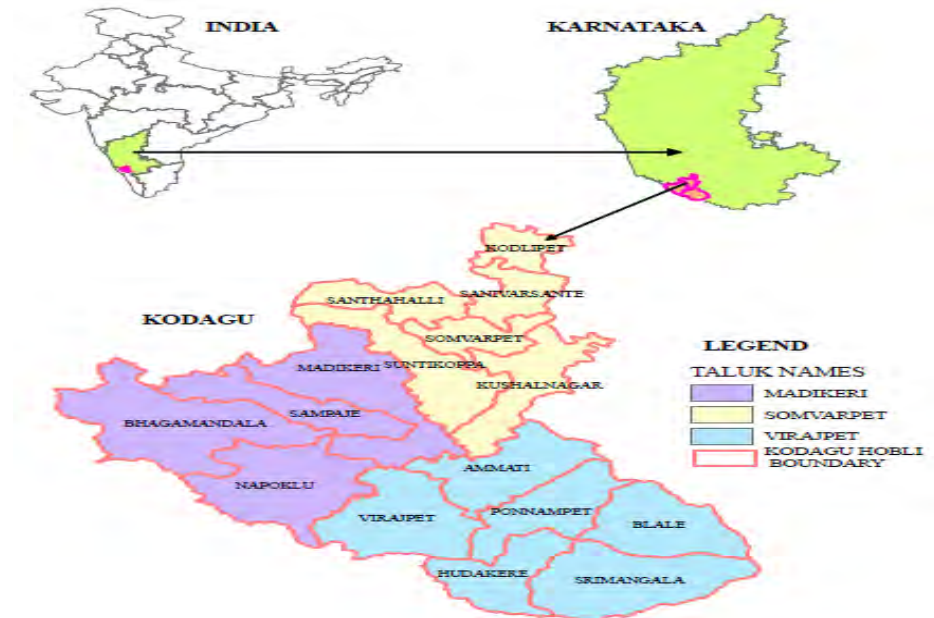 INDIA
KARNATAKA
KODLIPET
SANIVARSANTE
SANTHAHALLI
KODAGU
SOMVARPET
MADIKERI
SUNTIKOPPA
KUSHALNAGAR
SAMPAJE
BHAGAMANDALA
NAPOKLU
AMMATI
VIRAJPET
PONNAMPET
BLALE
HUDAKERE
SRIMANGALA
LEGEND
TALUK NAMES
MADIKERI
SOMVARPET
VIRAJPET
KODAGU HOBLI
BOUNDARY